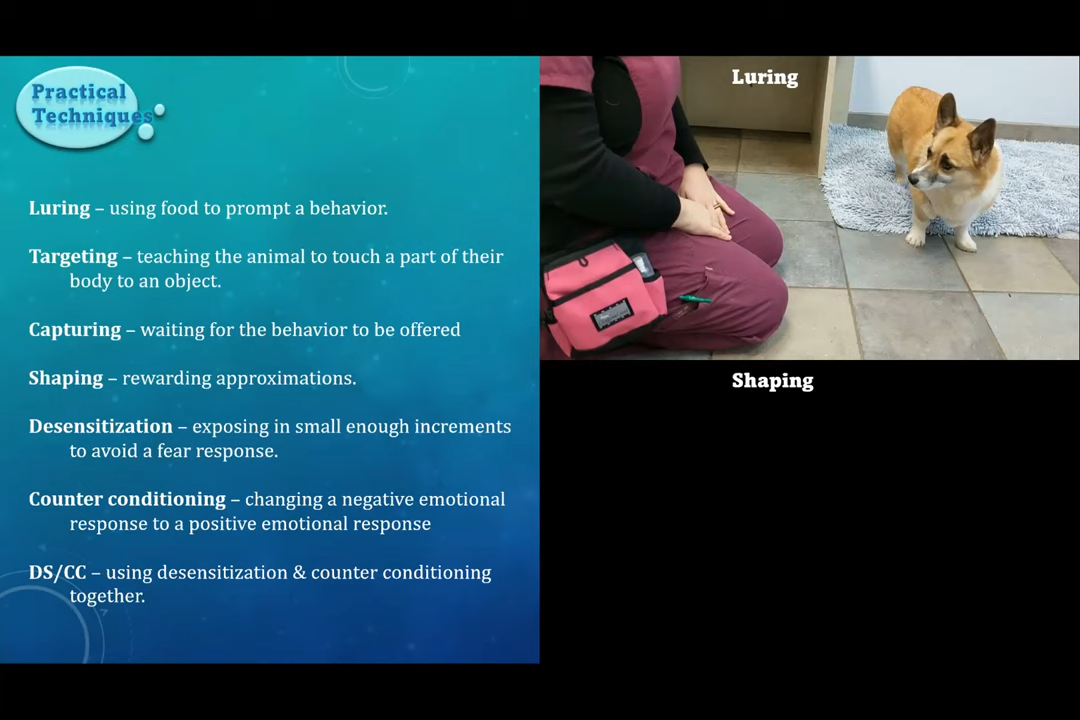 Practical
Techniques
Luring – using food to prompt a behavior.
Targeting – teaching the animal to touch a part of their
body to an object.
Capturing – waiting for the behavior to be offered
Shaping – rewarding approximations.
Desensitization – exposing in small enough increments
to avoid a fear response.
Counter conditioning – changing a negative emotional
response to a positive emotional response
DS/CC – using desensitization & counter conditioning
together.
Luring
Shaping